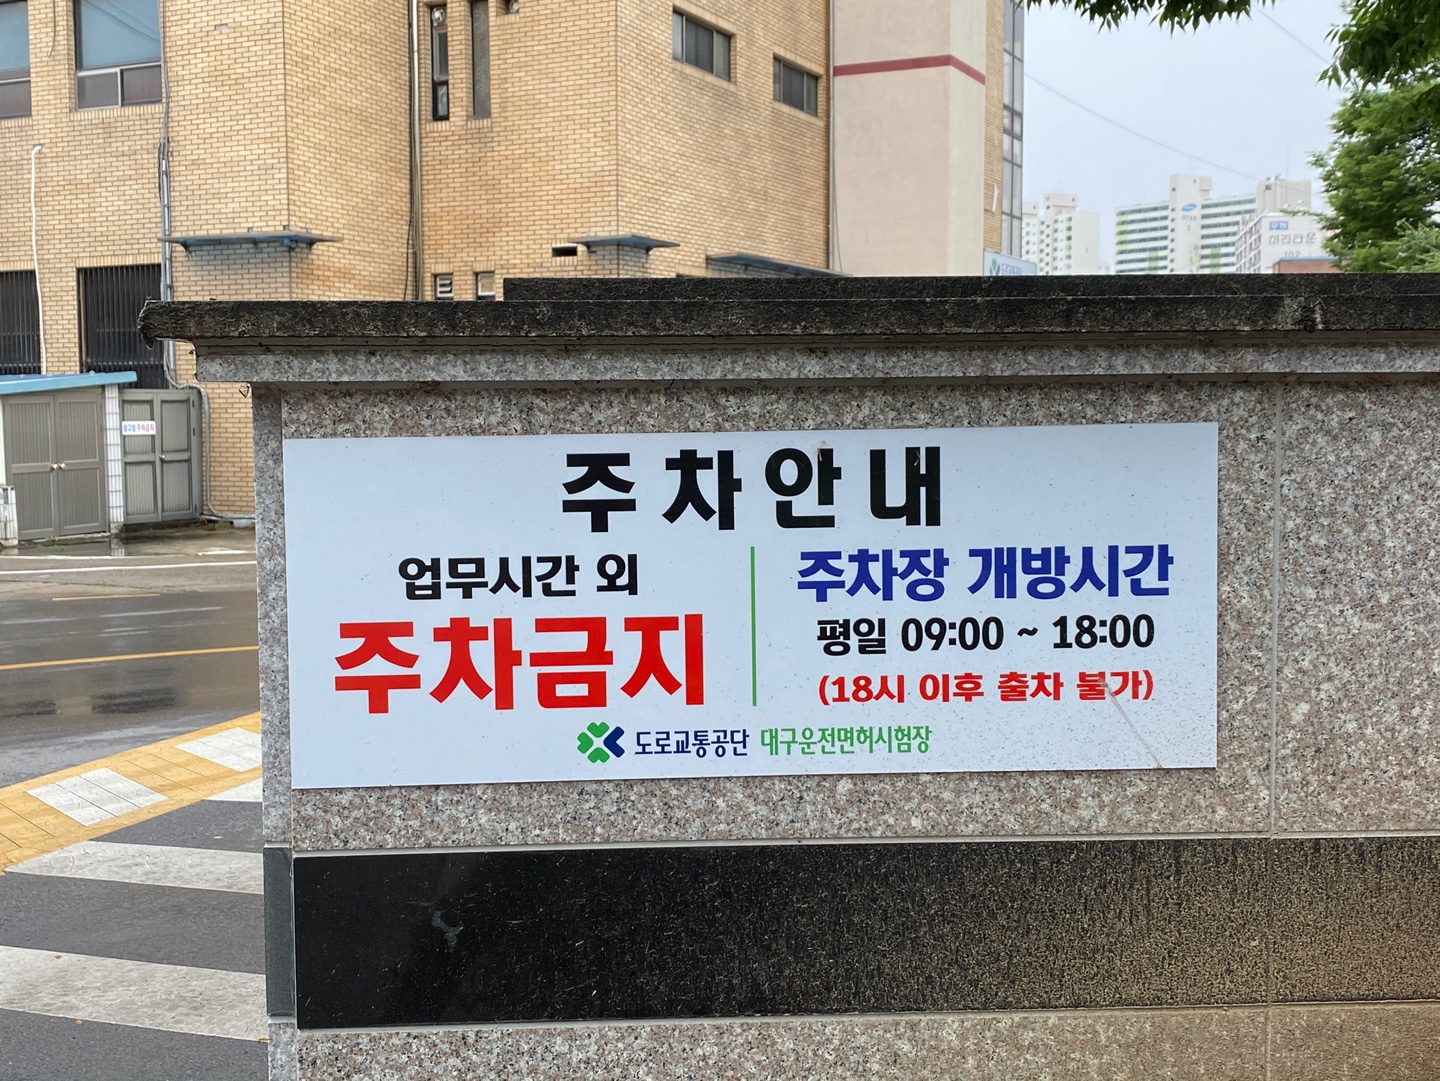 주차안내
업무시간 외
주차금지
주차장 개방시간
평일 09:00 ~ 18:00
(18시 이후 출차 불가)
도로교통공단 대구운전면허시험장